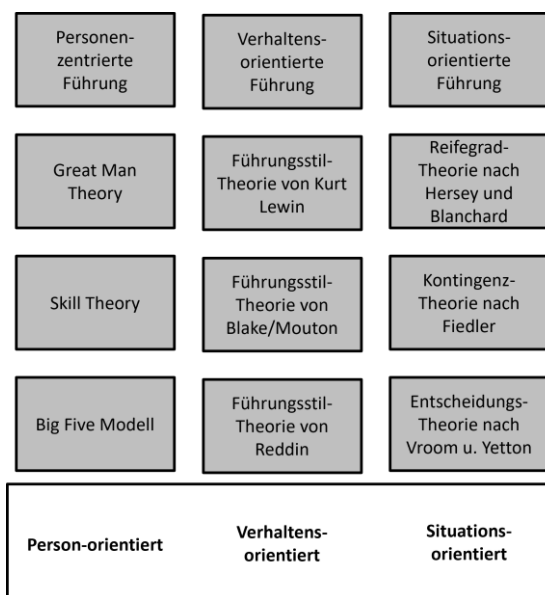 Personen-
zentrierte
Führung
Verhaltens-
orientierte
Führung
Situations-
orientierte
Führung
Great Man
Theory
Führungsstil-
Theorie von Kurt
Lewin
Reifegrad-
Theorie nach
Hersey und
Blanchard
Skill Theory
Führungsstil-
Theorie von
Blake/Mouton
Kontingenz-
Theorie nach
Fiedler
Big Five Modell
Führungsstil-
Theorie von
Reddin
Entscheidungs-
Theorie nach
Vroom u. Yetton
Person-orientiert
Verhaltens-
orientiert
Situations-
orientiert